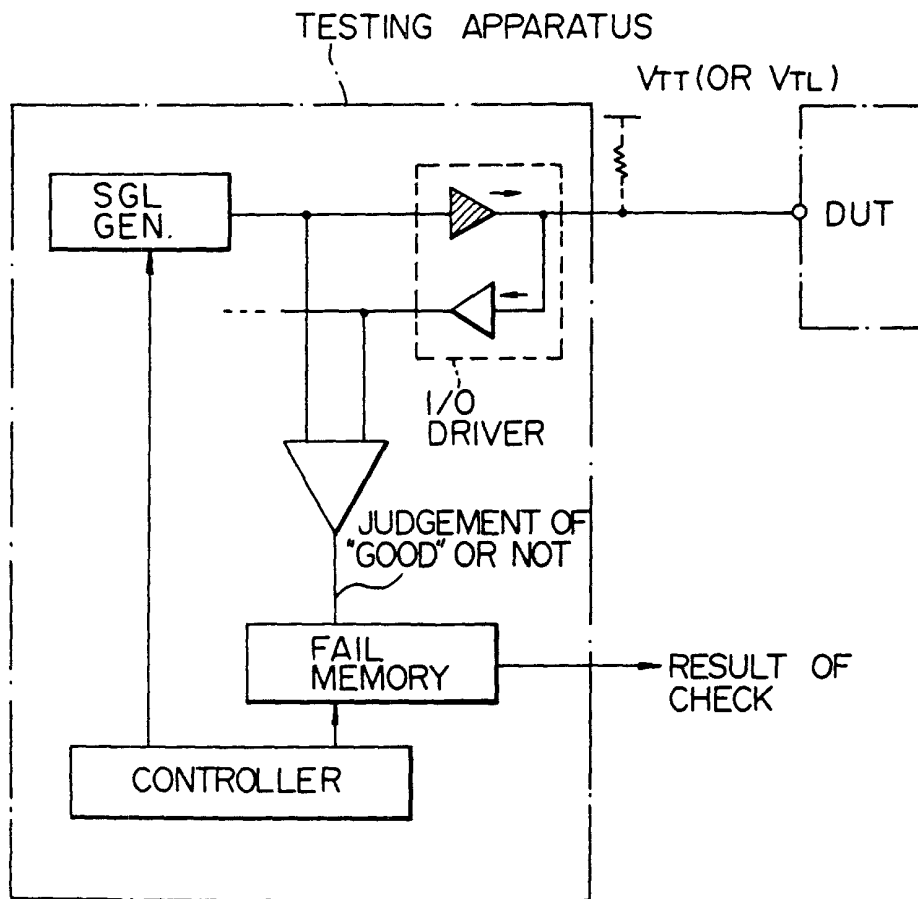 TESTING APPARATUS
VTT (OR VTL)
SGL
GEN.
DUT
I/O
DRIVER
JUDGEMENT OF
"GOOD" OR NOT
FAIL
MEMORY
RESULT OF
CHECK
CONTROLLER